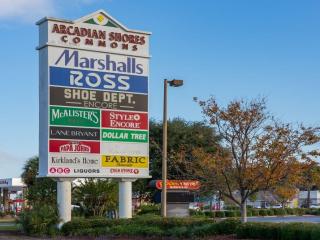 ARCADIAN SHORES
COMMONS
Marshalls
ROSS
SHOE DEPT.
ENCORE
McALISTER'S
STYLE
ENCORE
LANE BRYANT
DOLLAR TREE
PAPA JOHNS
Kirkland's Home
FABRIC
ABC LIQUORS